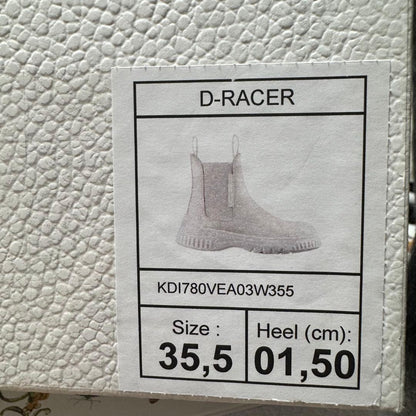 D-RACER
KDI780VEA03W355
Size :
35,5
Heel (cm):
01,50